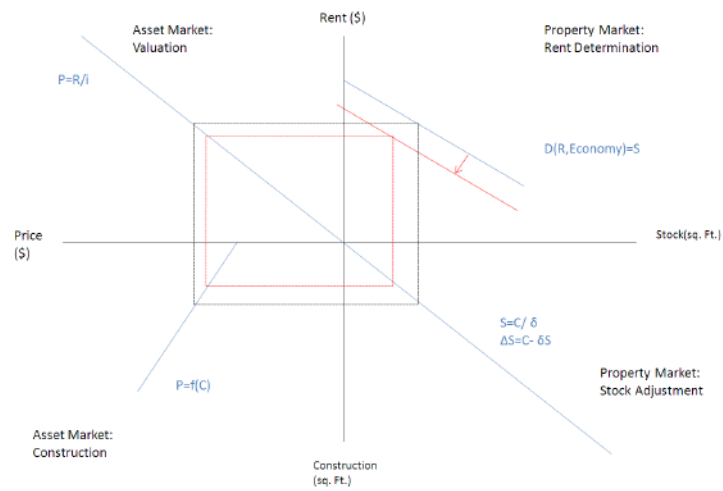 Asset Market:
Valuation
Rent ($)
Property Market:
Rent Determination
P=R/i
D(R,Economy)=S
Price
($)
Stock(sq. Ft.)
S=C/ δ
ΔS=C- δS
P=f(C)
Property Market:
Stock Adjustment
Asset Market:
Construction
Construction
(sq. Ft.)